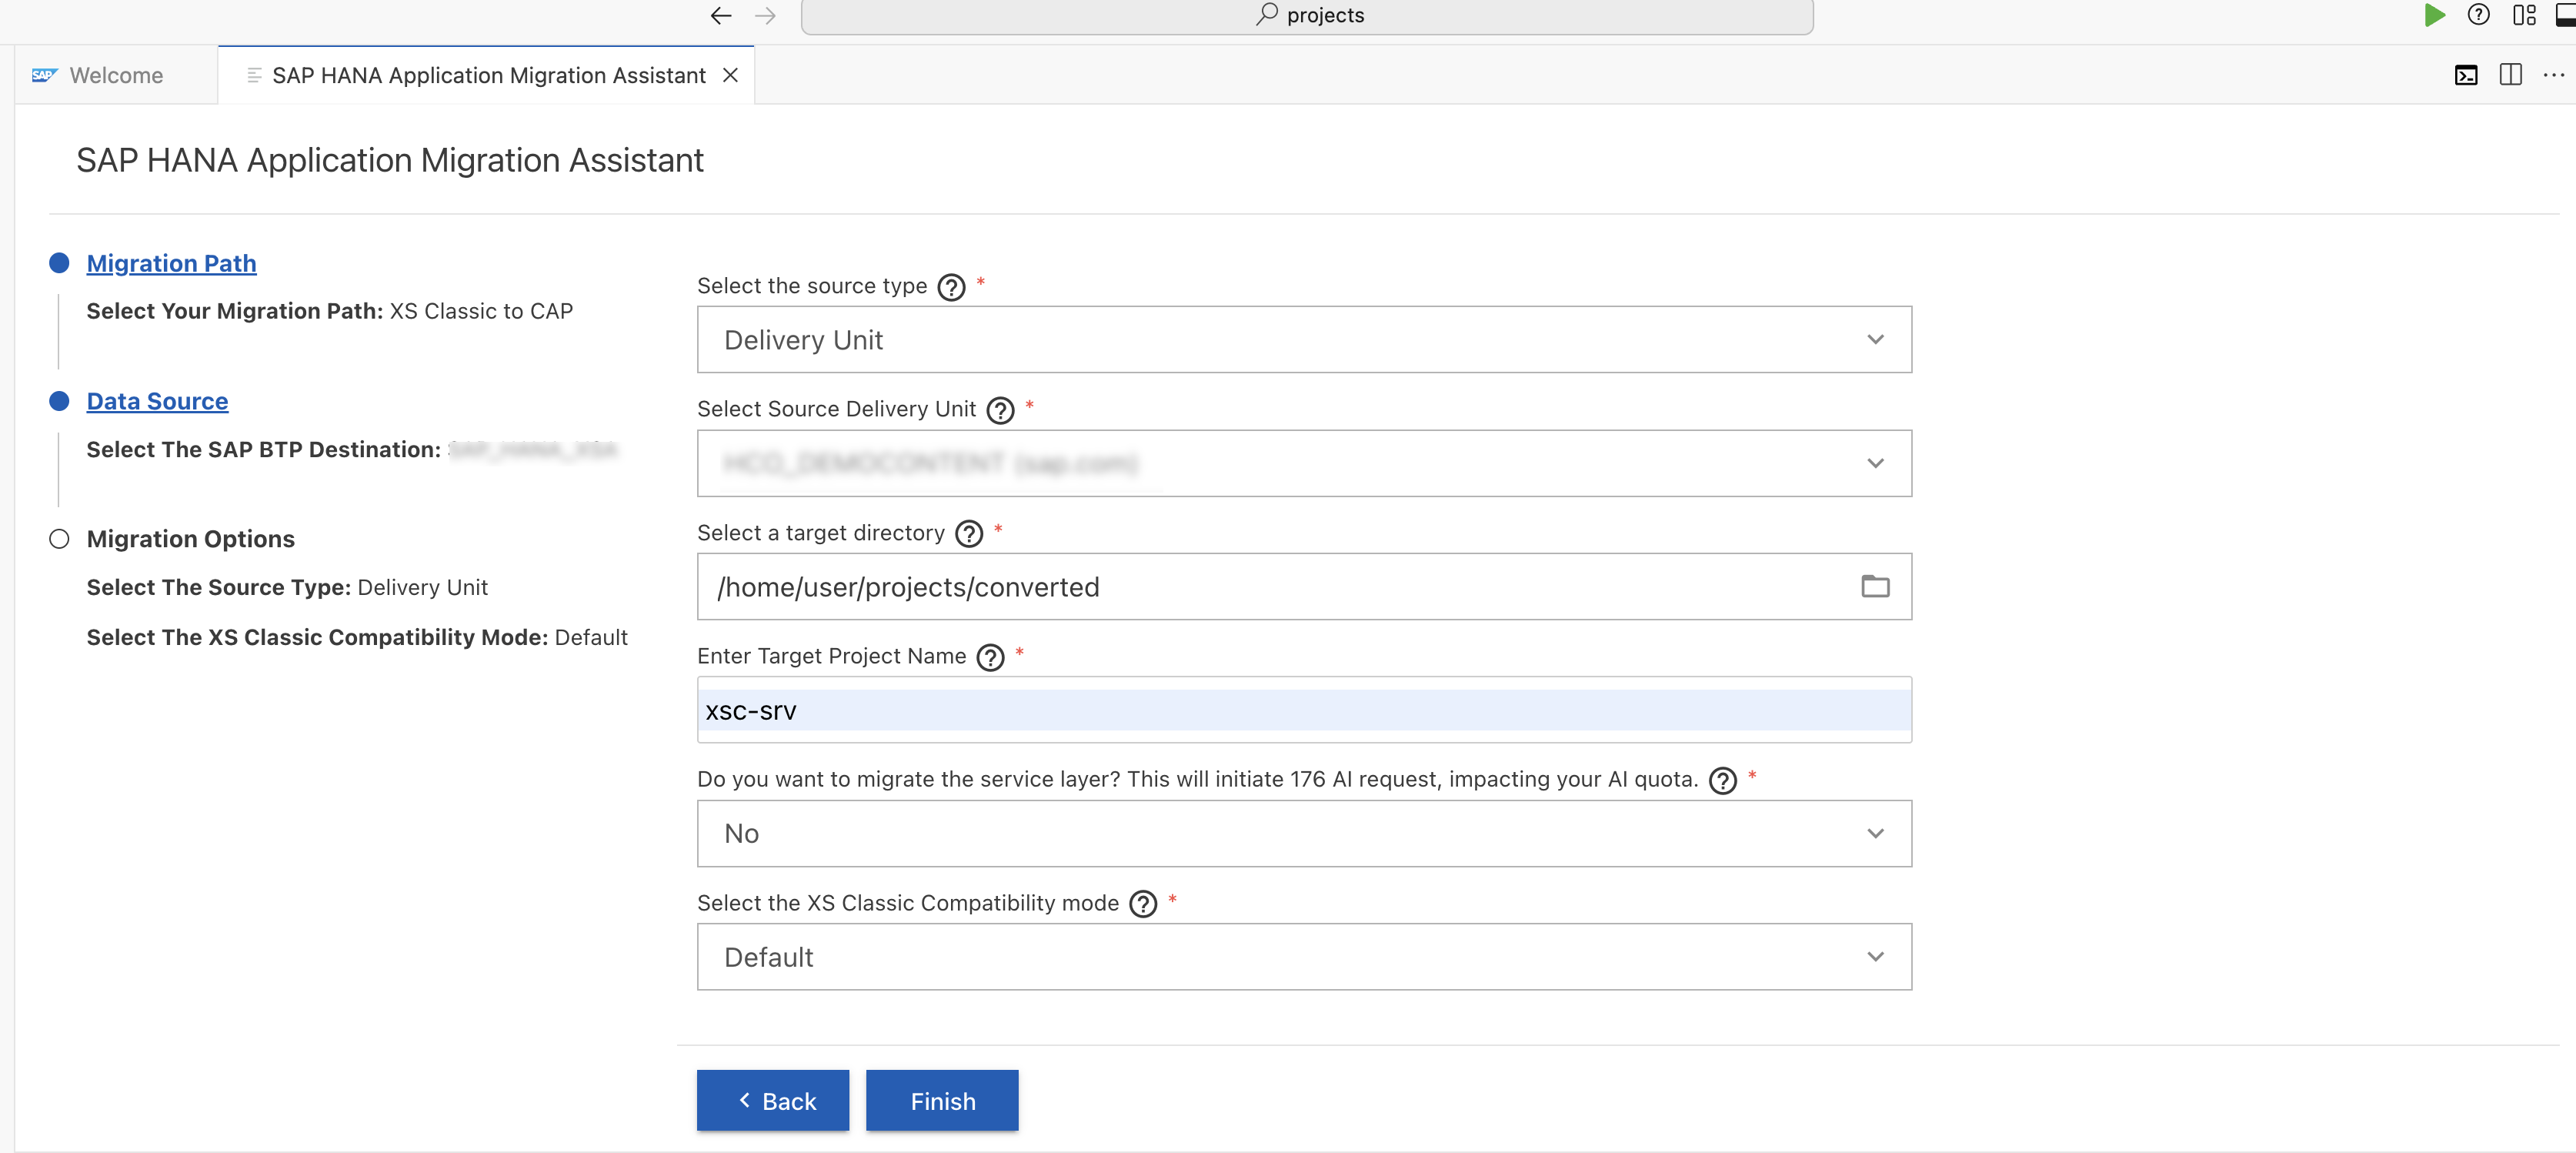 projects
SAP Welcome
SAP HANA Application Migration Assistant
SAP HANA Application Migration Assistant
Migration Path
Select Your Migration Path: XS Classic to CAP
Data Source
Select The SAP BTP Destination:
Migration Options
Select The Source Type: Delivery Unit
Select The XS Classic Compatibility Mode: Default
Select the source type ? *
Delivery Unit
Select Source Delivery Unit ? *
Select a target directory ? *
/home/user/projects/converted
Enter Target Project Name ? *
xsc-srv
Do you want to migrate the service layer? This will initiate 176 AI request, impacting your AI quota. ? *
No
Select the XS Classic Compatibility mode ? *
Default
Back
Finish